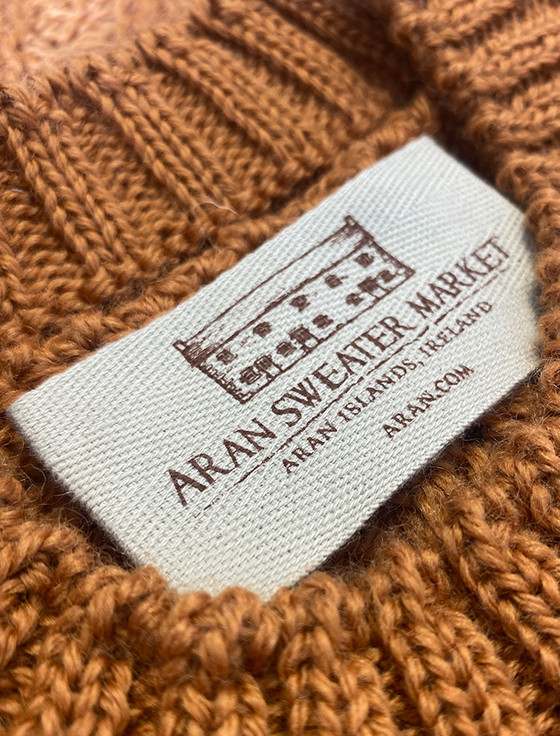 ARAN SWEATER MARKET
ARAN ISLANDS, IRELAND
ARAN.COM